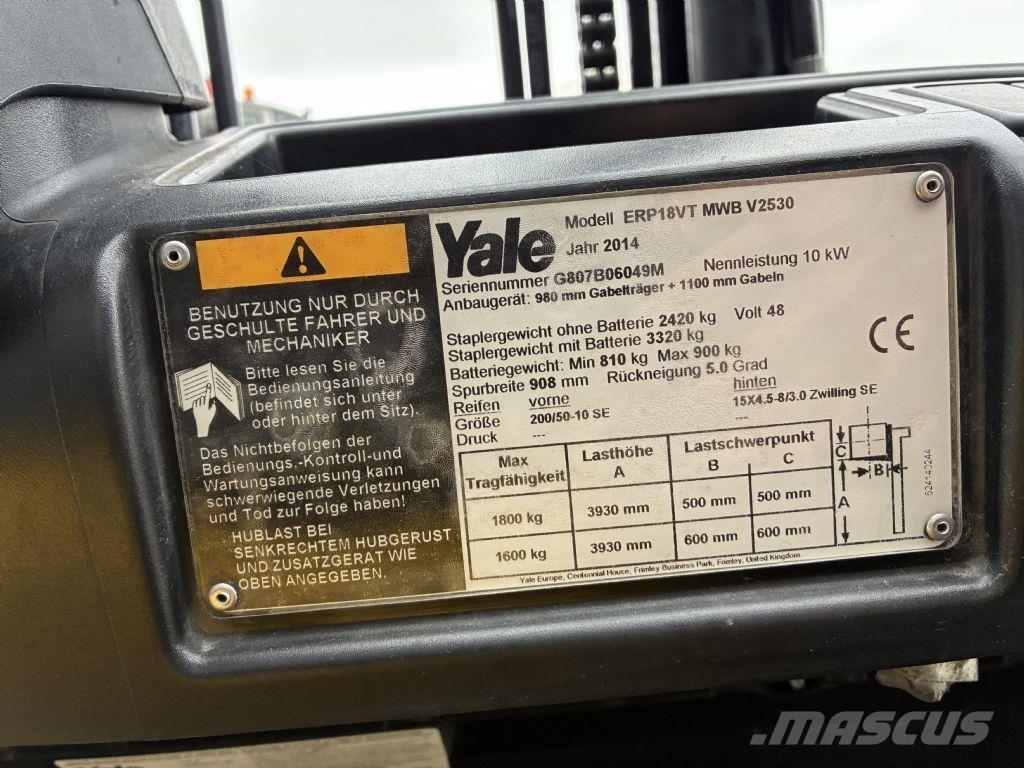 BENUTZUNG NUR DURCH
GESCHULTE FAHRER UND
MECHANIKER
Bitte lesen Sie die
Bedienungsanleitung
(befindet sich unter
oder hinter dem Sitz).
Das Nichtbefolgen der
Bedienungs.-Kontroll-und
Wartungsanweisung kann
schwerwiegende Verletzungen
und Tod zur Folge haben!
HUBLAST BEI
SENKRECHTEM HUBGERUST
UND ZUSATZGERAT WIE
OBEN ANGEGEBEN.
Yale
Modell ERP18VT MWB V2530
Jahr 2014
Seriennummer G807B06049M Nennleistung 10 kW
Anbaugerät: 980 mm Gabelträger + 1100 mm Gabeln
Staplergewicht ohne Batterie 2420 kg Volt 48
Staplergewicht mit Batterie 3320 kg
Batteriegewicht: Min 810 kg Max 900 kg
Spurbreite 908 mm Rückneigung 5.0 Grad
Reifen vorne hinten
Größe 200/50-10 SE 15X4.5-8/3.0 Zwilling SE
Druck --- ---
CE
Max Tragfähigkeit Lasthöhe A Lastschwerpunkt B C
1800 kg 3930 mm 500 mm 500 mm
1600 kg 3930 mm 600 mm 600 mm
C
B
A
524140244
Yale Europe, Centennial House, Frimley Business Park, Frimley, United Kingdom
MASCUS